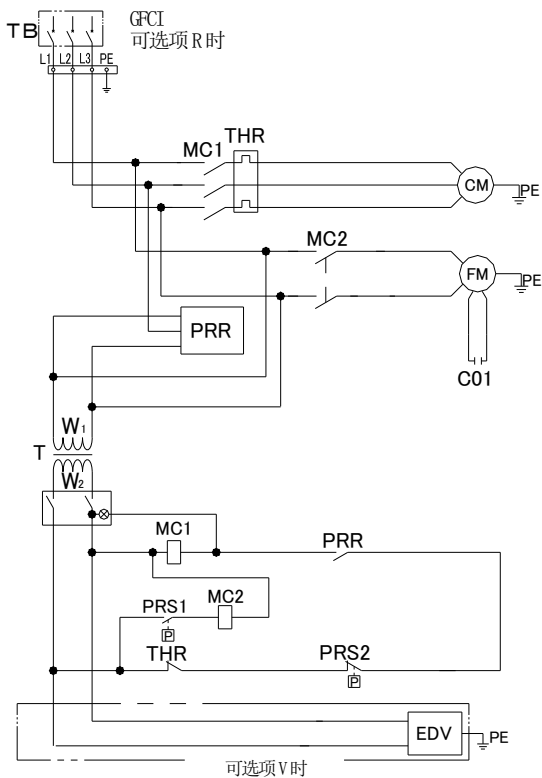 GFCI
TB
可选项R时
L1 L2 L3 PE
MC1 THR
CM
PE
MC2
FM
PE
PRR
C01
W1
T
W2
MC1
PRR
PRS1 MC2
P
THR PRS2
P
EDV
PE
可选项V时